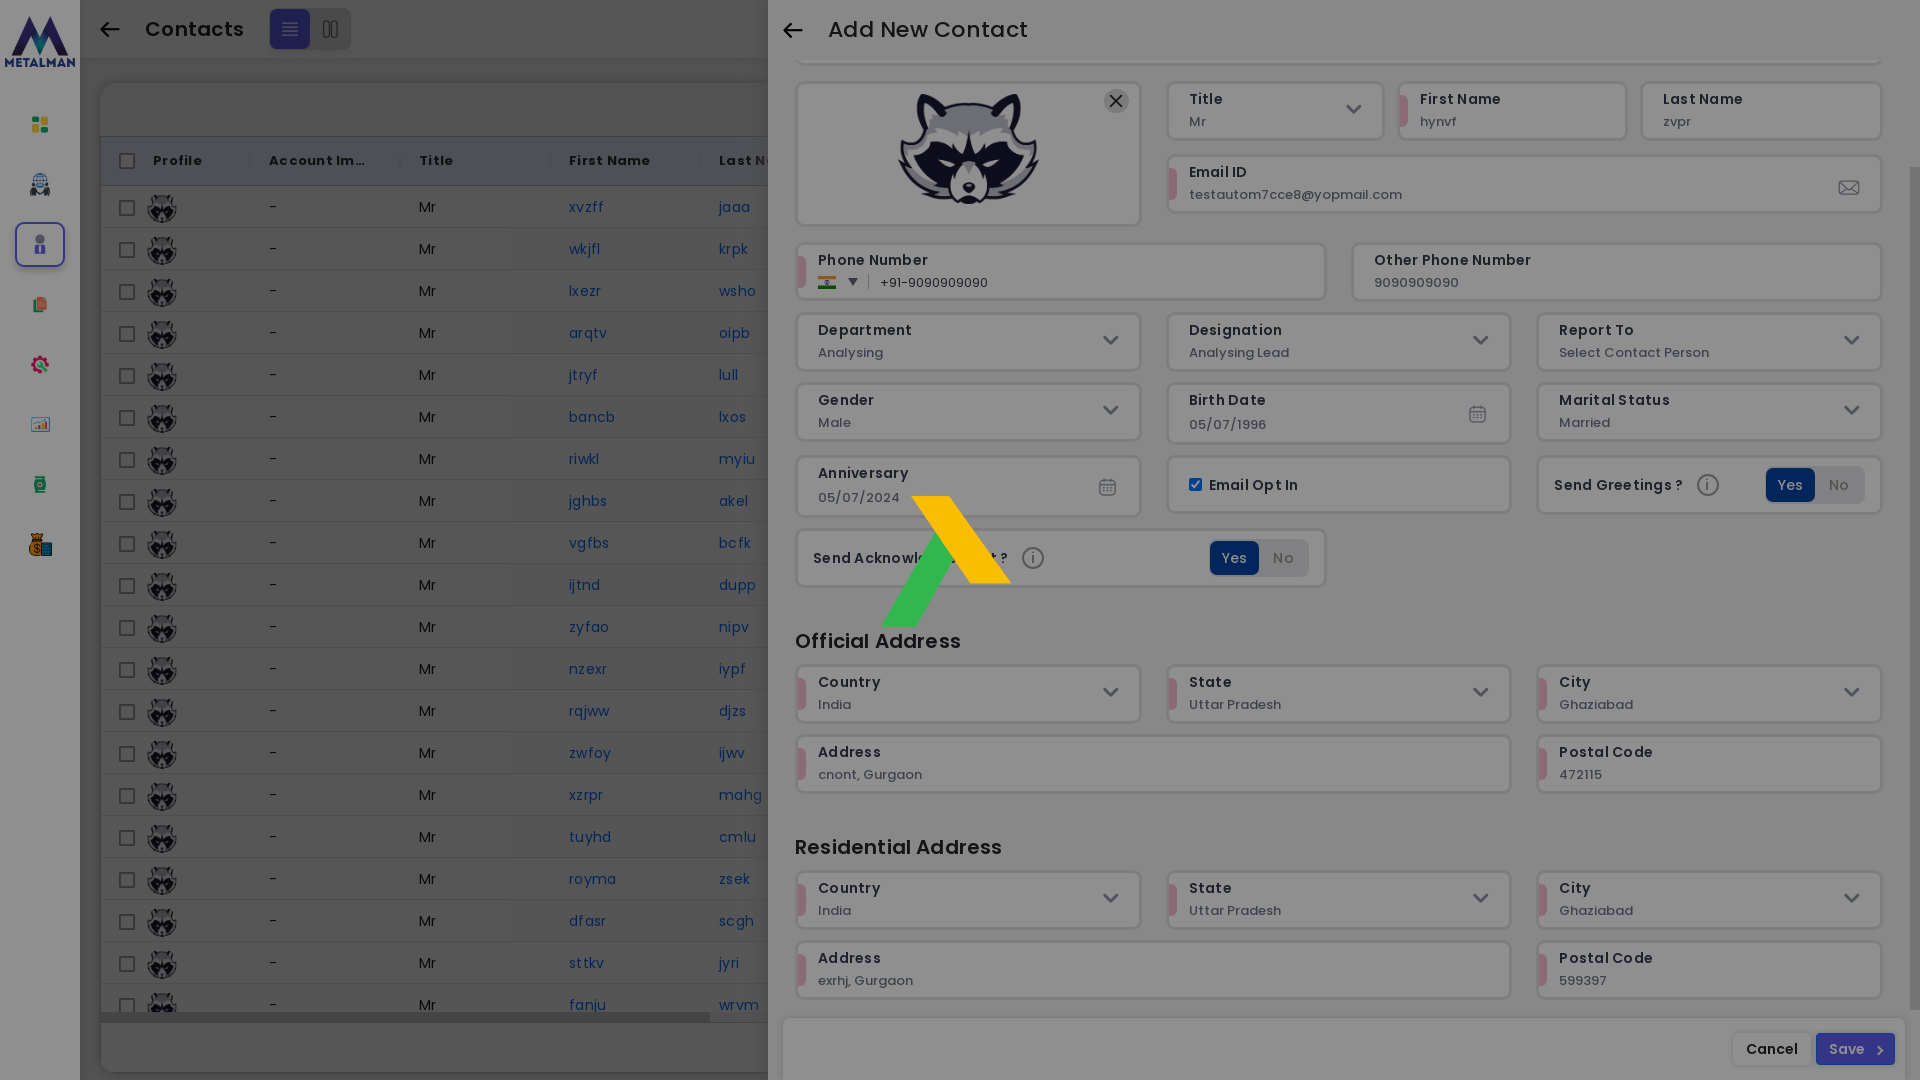 METALMAN
Contacts
Profile Account Im... Title First Name Last N
- Mr xvzff jaaa
- Mr wkjfl krpk
- Mr lxezr wsho
- Mr arqtv oipb
- Mr jtryf lull
- Mr bancb lxos
- Mr riwkl myiu
- Mr jghbs akel
- Mr vgfbs bcfk
- Mr ijtnd dupp
- Mr zyfao nipv
- Mr nzexr iypf
- Mr rqjww djzs
- Mr zwfoy ijwv
- Mr xzrpr mahg
- Mr tuyhd cmlu
- Mr royma zsek
- Mr dfasr scgh
- Mr sttkv jyri
- Mr fanju wrvm
Add New Contact
Title
Mr
First Name
hynvf
Last Name
zvpr
Email ID
testautom7cce8@yopmail.com
Phone Number
+91-9090909090
Other Phone Number
9090909090
Department
Analysing
Designation
Analysing Lead
Report To
Select Contact Person
Gender
Male
Birth Date
05/07/1996
Marital Status
Married
Anniversary
05/07/2024
Email Opt In
Send Greetings ? Yes No
Send Acknowl t ? Yes No
Official Address
Country
India
State
Uttar Pradesh
City
Ghaziabad
Address
cnont, Gurgaon
Postal Code
472115
Residential Address
Country
India
State
Uttar Pradesh
City
Ghaziabad
Address
exrhj, Gurgaon
Postal Code
599397
Cancel Save